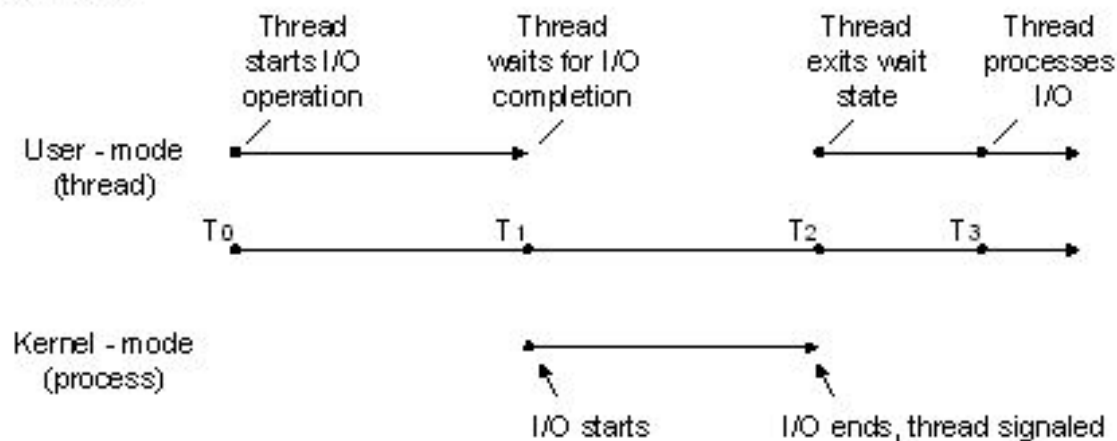 Thread starts I/O operation
Thread waits for I/O completion
Thread exits wait state
Thread processes I/O
User - mode (thread)
T0 T1 T2 T3
Kernel - mode (process)
I/O starts
I/O ends, thread signaled